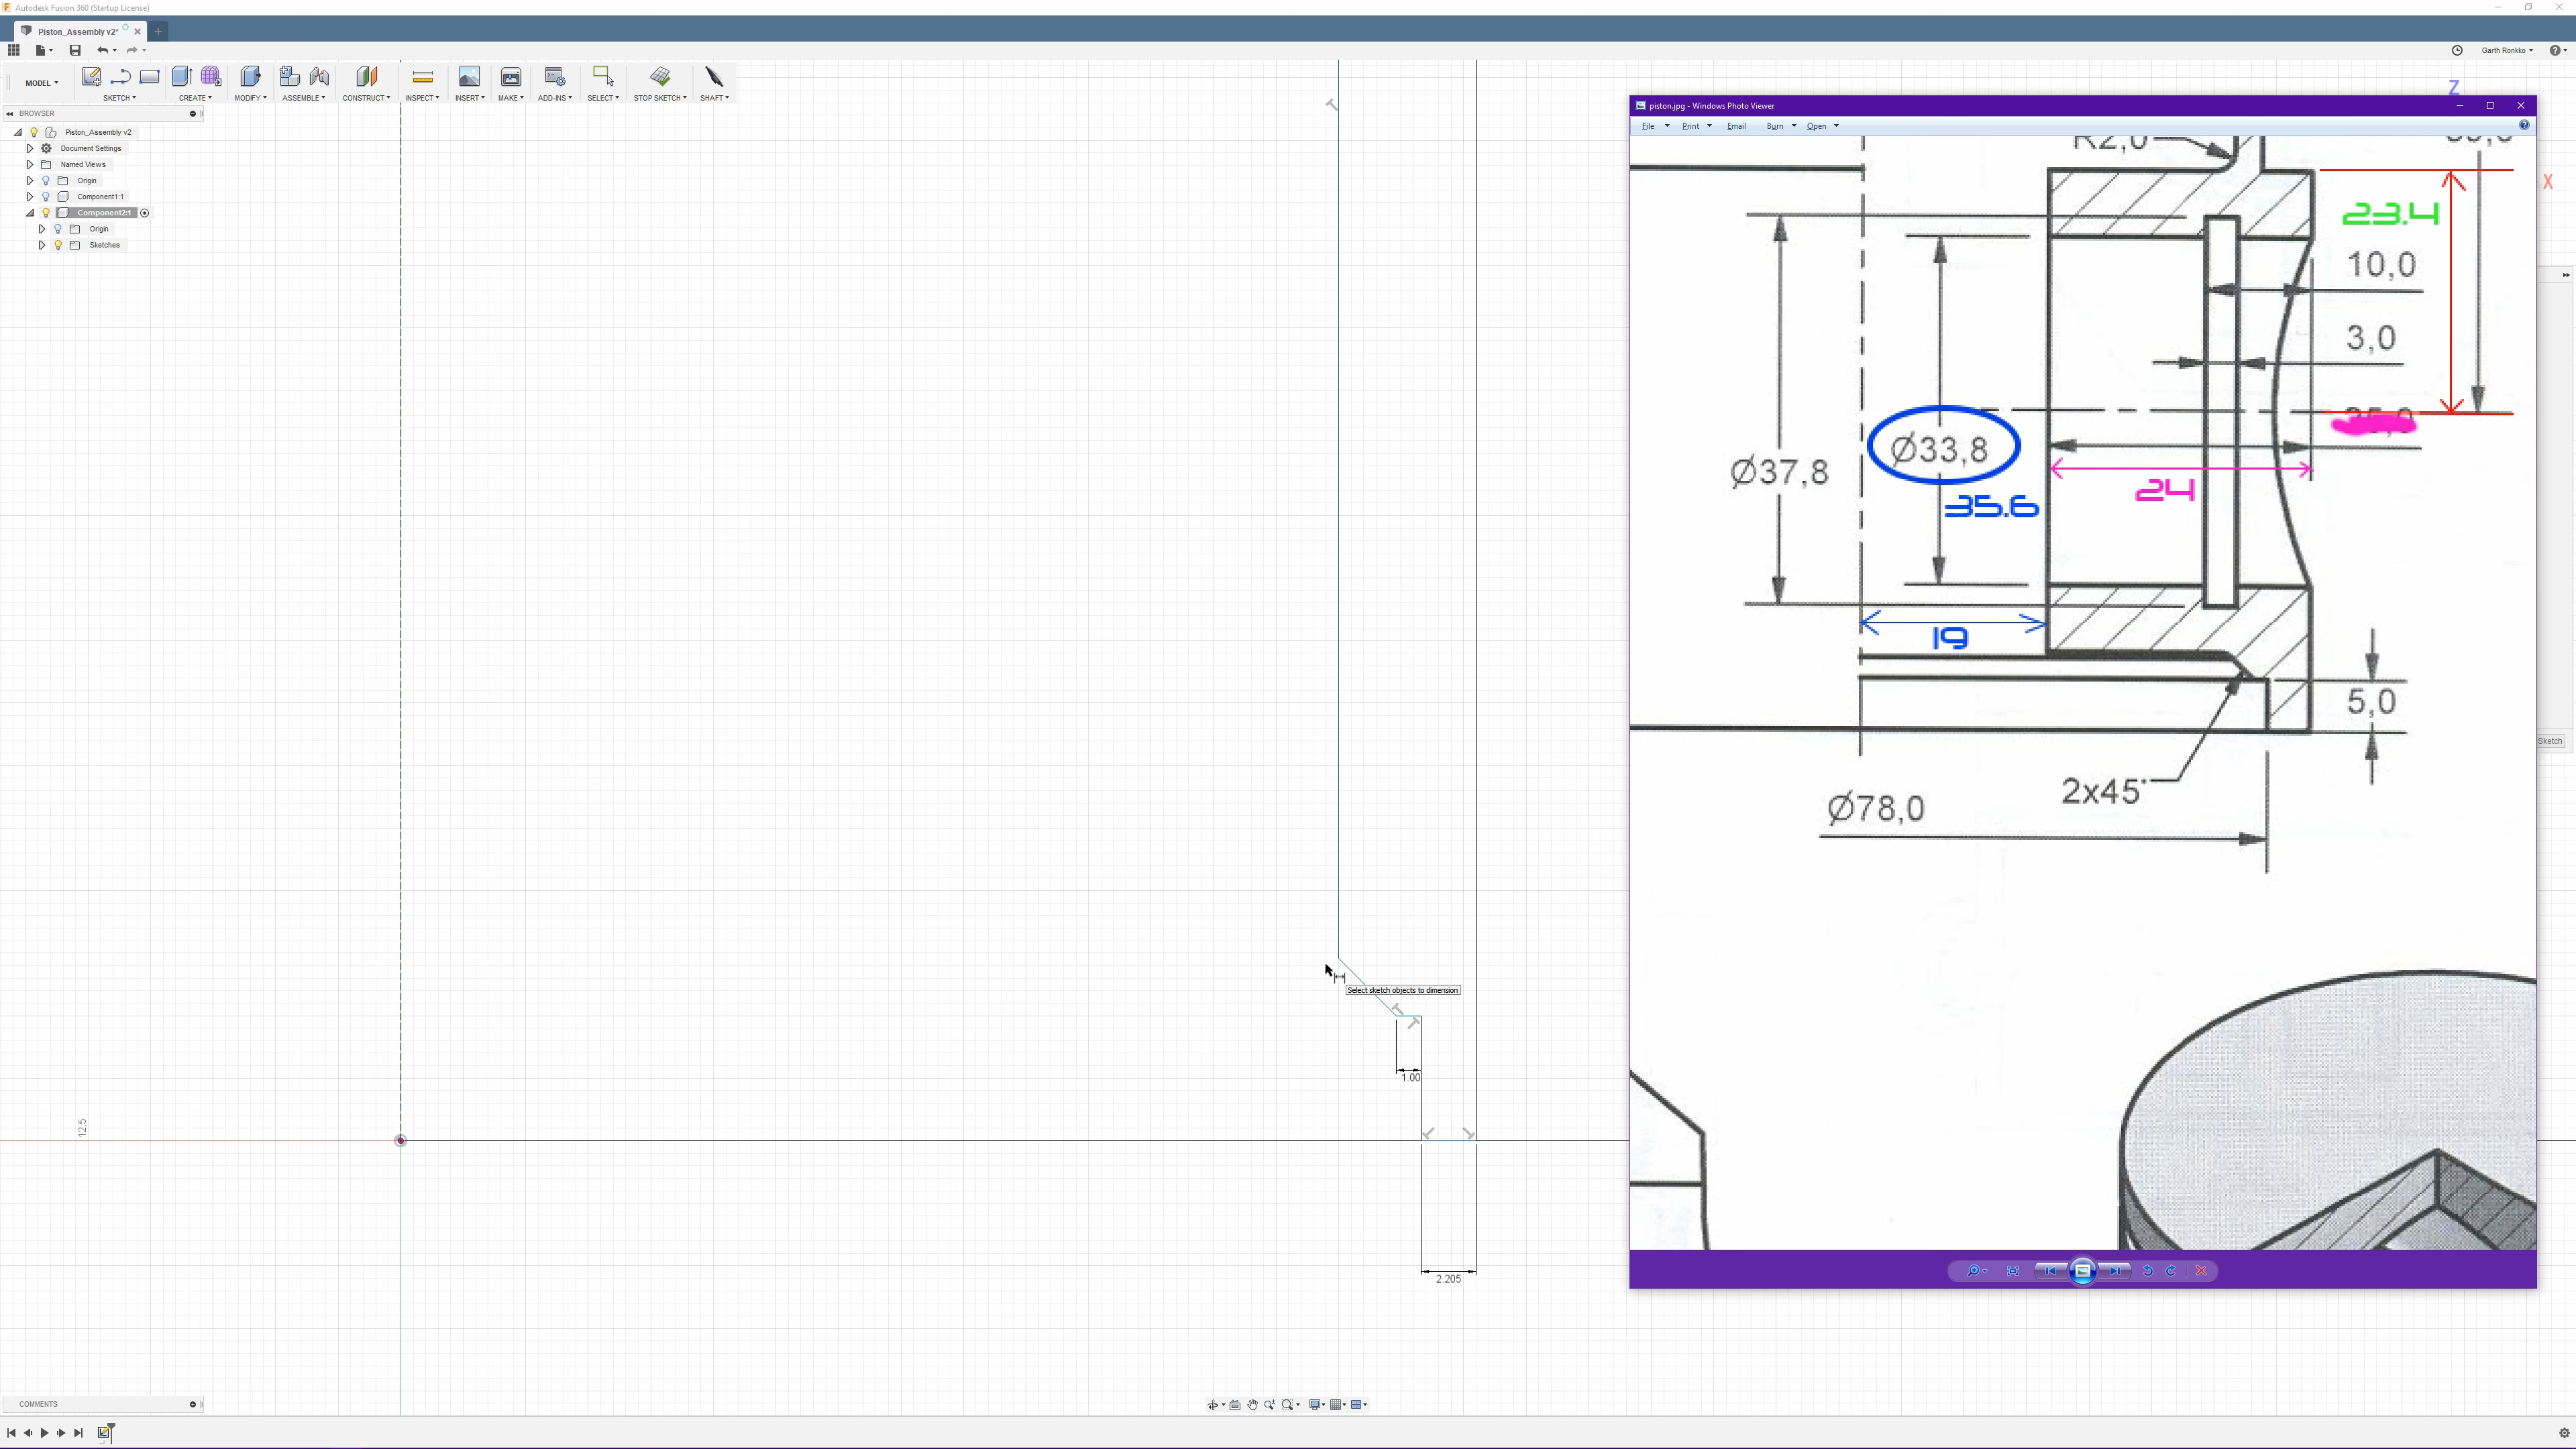 Autodesk Fusion 360 (Startup License)
Piston_Assembly v2*
Garth Ronkko
MODEL
SKETCH
CREATE
MODIFY
ASSEMBLE
CONSTRUCT
INSPECT
INSERT
MAKE
ADD-INS
SELECT
STOP SKETCH
SHAFT
BROWSER
Piston_Assembly v2
Document Settings
Named Views
Origin
Component1:1
Component2:1
Origin
Sketches
Select sketch objects to dimension
1.00
2.205
12.5
Z
X
Sketch
piston.jpg - Windows Photo Viewer
File Print Email Burn Open
R2,0
23.4
10,0
3,0
Ø33,8
Ø37,8
35.6
24
19
5,0
2x45°
Ø78,0
COMMENTS